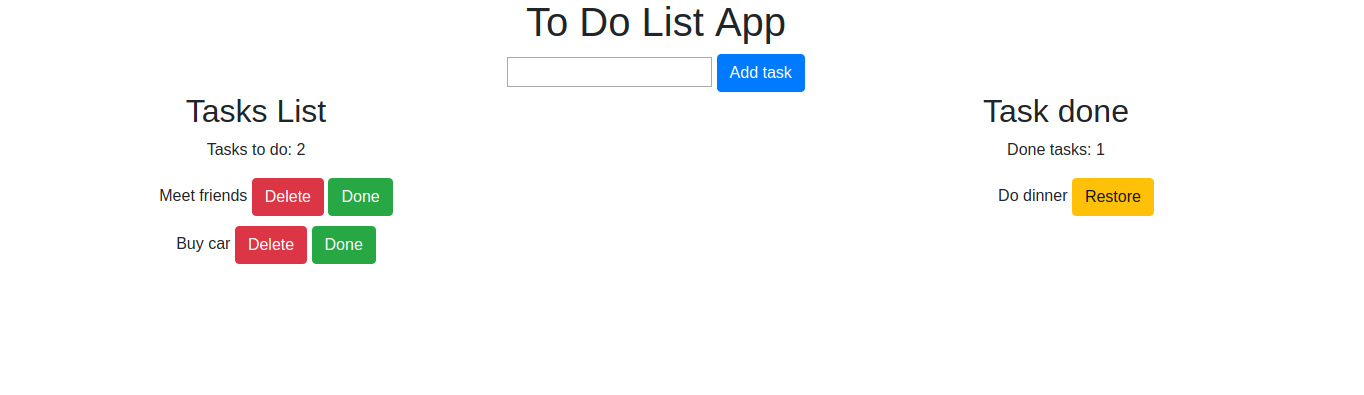 To Do List App
Add task
Tasks List
Tasks to do: 2
Meet friends Delete Done
Buy car Delete Done
Task done
Done tasks: 1
Do dinner Restore